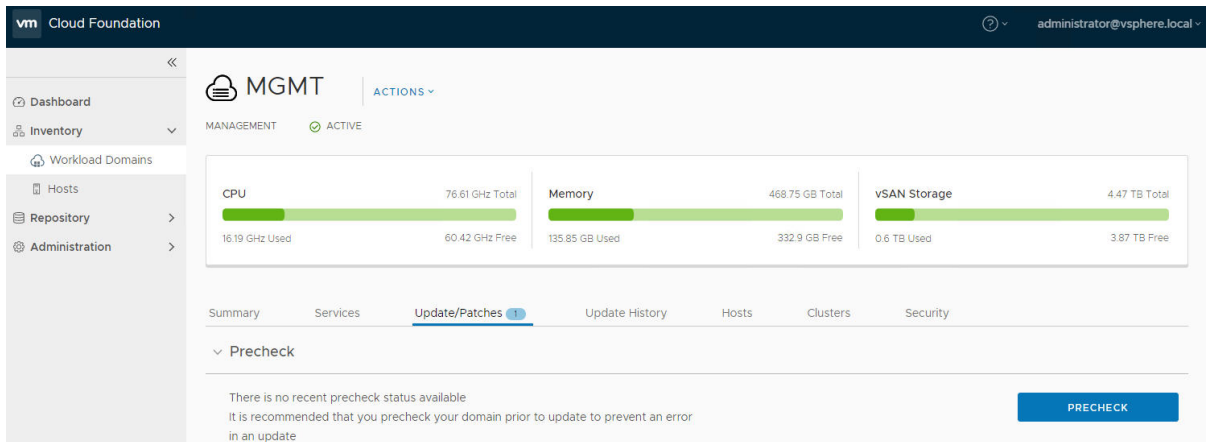 vm Cloud Foundation
administrator@vsphere.local
Dashboard
Inventory
Workload Domains
Hosts
Repository
Administration
MGMT
ACTIONS
MANAGEMENT
ACTIVE
CPU
76.61 GHz Total
16.19 GHz Used
60.42 GHz Free
Memory
468.75 GB Total
135.85 GB Used
332.9 GB Free
vSAN Storage
4.47 TB Total
0.6 TB Used
3.87 TB Free
Summary
Services
Update/Patches 1
Update History
Hosts
Clusters
Security
Precheck
There is no recent precheck status available
It is recommended that you precheck your domain prior to update to prevent an error
in an update
PRECHECK